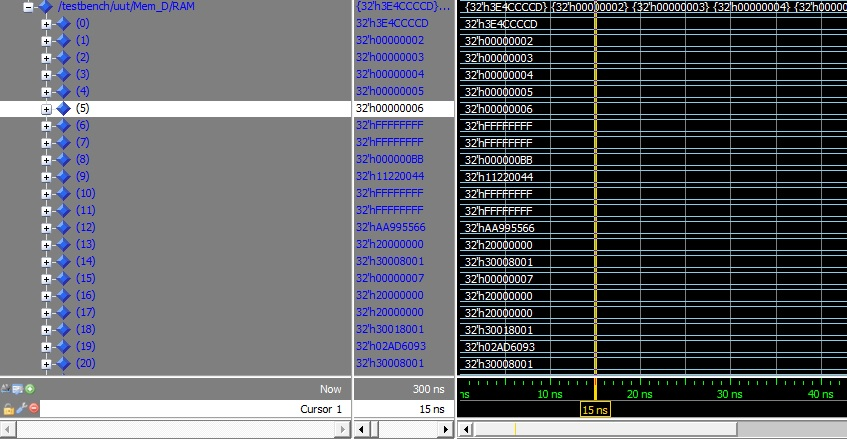 /testbench/uut/Mem_D/RAM {32'h3E4CCCCD}... {32'h3E4CCCCD} {32'h00000002} {32'h00000003} {32'h00000004} {32'h00000
(0) 32'h3E4CCCCD 32'h3E4CCCCD
(1) 32'h00000002 32'h00000002
(2) 32'h00000003 32'h00000003
(3) 32'h00000004 32'h00000004
(4) 32'h00000005 32'h00000005
(5) 32'h00000006 32'h00000006
(6) 32'hFFFFFFFF 32'hFFFFFFFF
(7) 32'hFFFFFFFF 32'hFFFFFFFF
(8) 32'h000000BB 32'h000000BB
(9) 32'h11220044 32'h11220044
(10) 32'hFFFFFFFF 32'hFFFFFFFF
(11) 32'hFFFFFFFF 32'hFFFFFFFF
(12) 32'hAA995566 32'hAA995566
(13) 32'h20000000 32'h20000000
(14) 32'h30008001 32'h30008001
(15) 32'h00000007 32'h00000007
(16) 32'h20000000 32'h20000000
(17) 32'h20000000 32'h20000000
(18) 32'h30018001 32'h30018001
(19) 32'h02AD6093 32'h02AD6093
(20) 32'h30008001 32'h30008001
Now 300 ns ns 10 ns 20 ns 30 ns 40 ns
Cursor 1 15 ns 15 ns